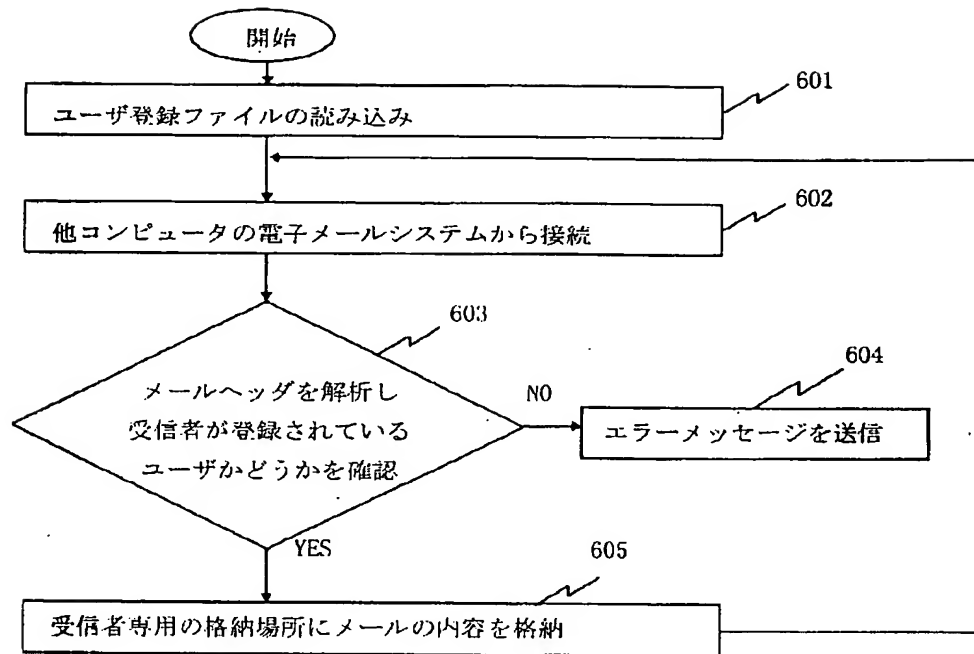 開始
601
ユーザ登録ファイルの読み込み
602
他コンピュータの電子メールシステムから接続
603
メールヘッダを解析し
受信者が登録されている
ユーザかどうかを確認
NO
604
エラーメッセージを送信
YES
605
受信者専用の格納場所にメールの内容を格納